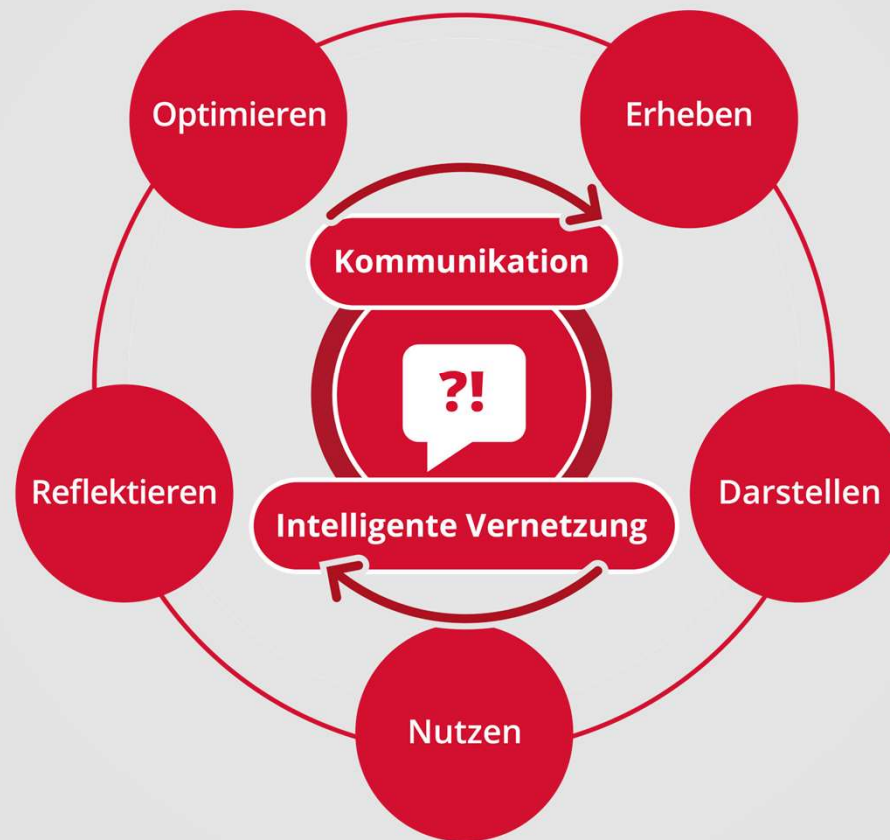 Optimieren
Erheben
Kommunikation
?!
Reflektieren
Darstellen
Intelligente Vernetzung
Nutzen